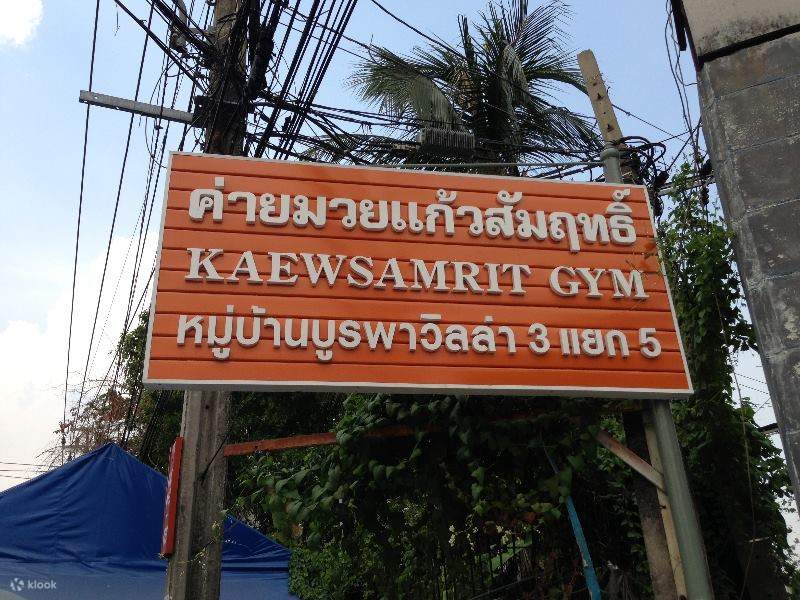 ค่ายมวยแก้วสัมฤทธิ์
KAEWSAMRIT GYM
หมู่บ้านบูรพาวิลล่า 3 แยก 5
klook